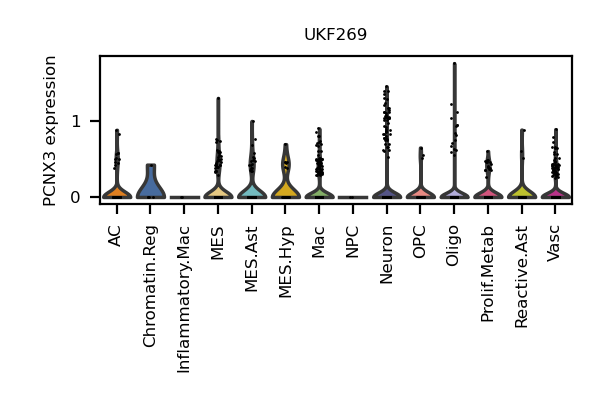 UKF269
PCNX3 expression
1
0
AC
Chromatin.Reg
Inflammatory.Mac
MES
MES.Ast
MES.Hyp
Mac
NPC
Neuron
OPC
Oligo
Prolif.Metab
Reactive.Ast
Vasc